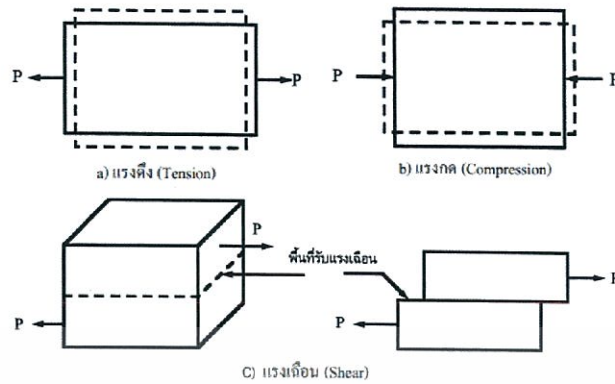 P P P P
a) แรงดึง (Tension)
b) แรงกด (Compression)
P
พื้นที่รับแรงเฉือน
P
P
P
C) แรงเฉือน (Shear)